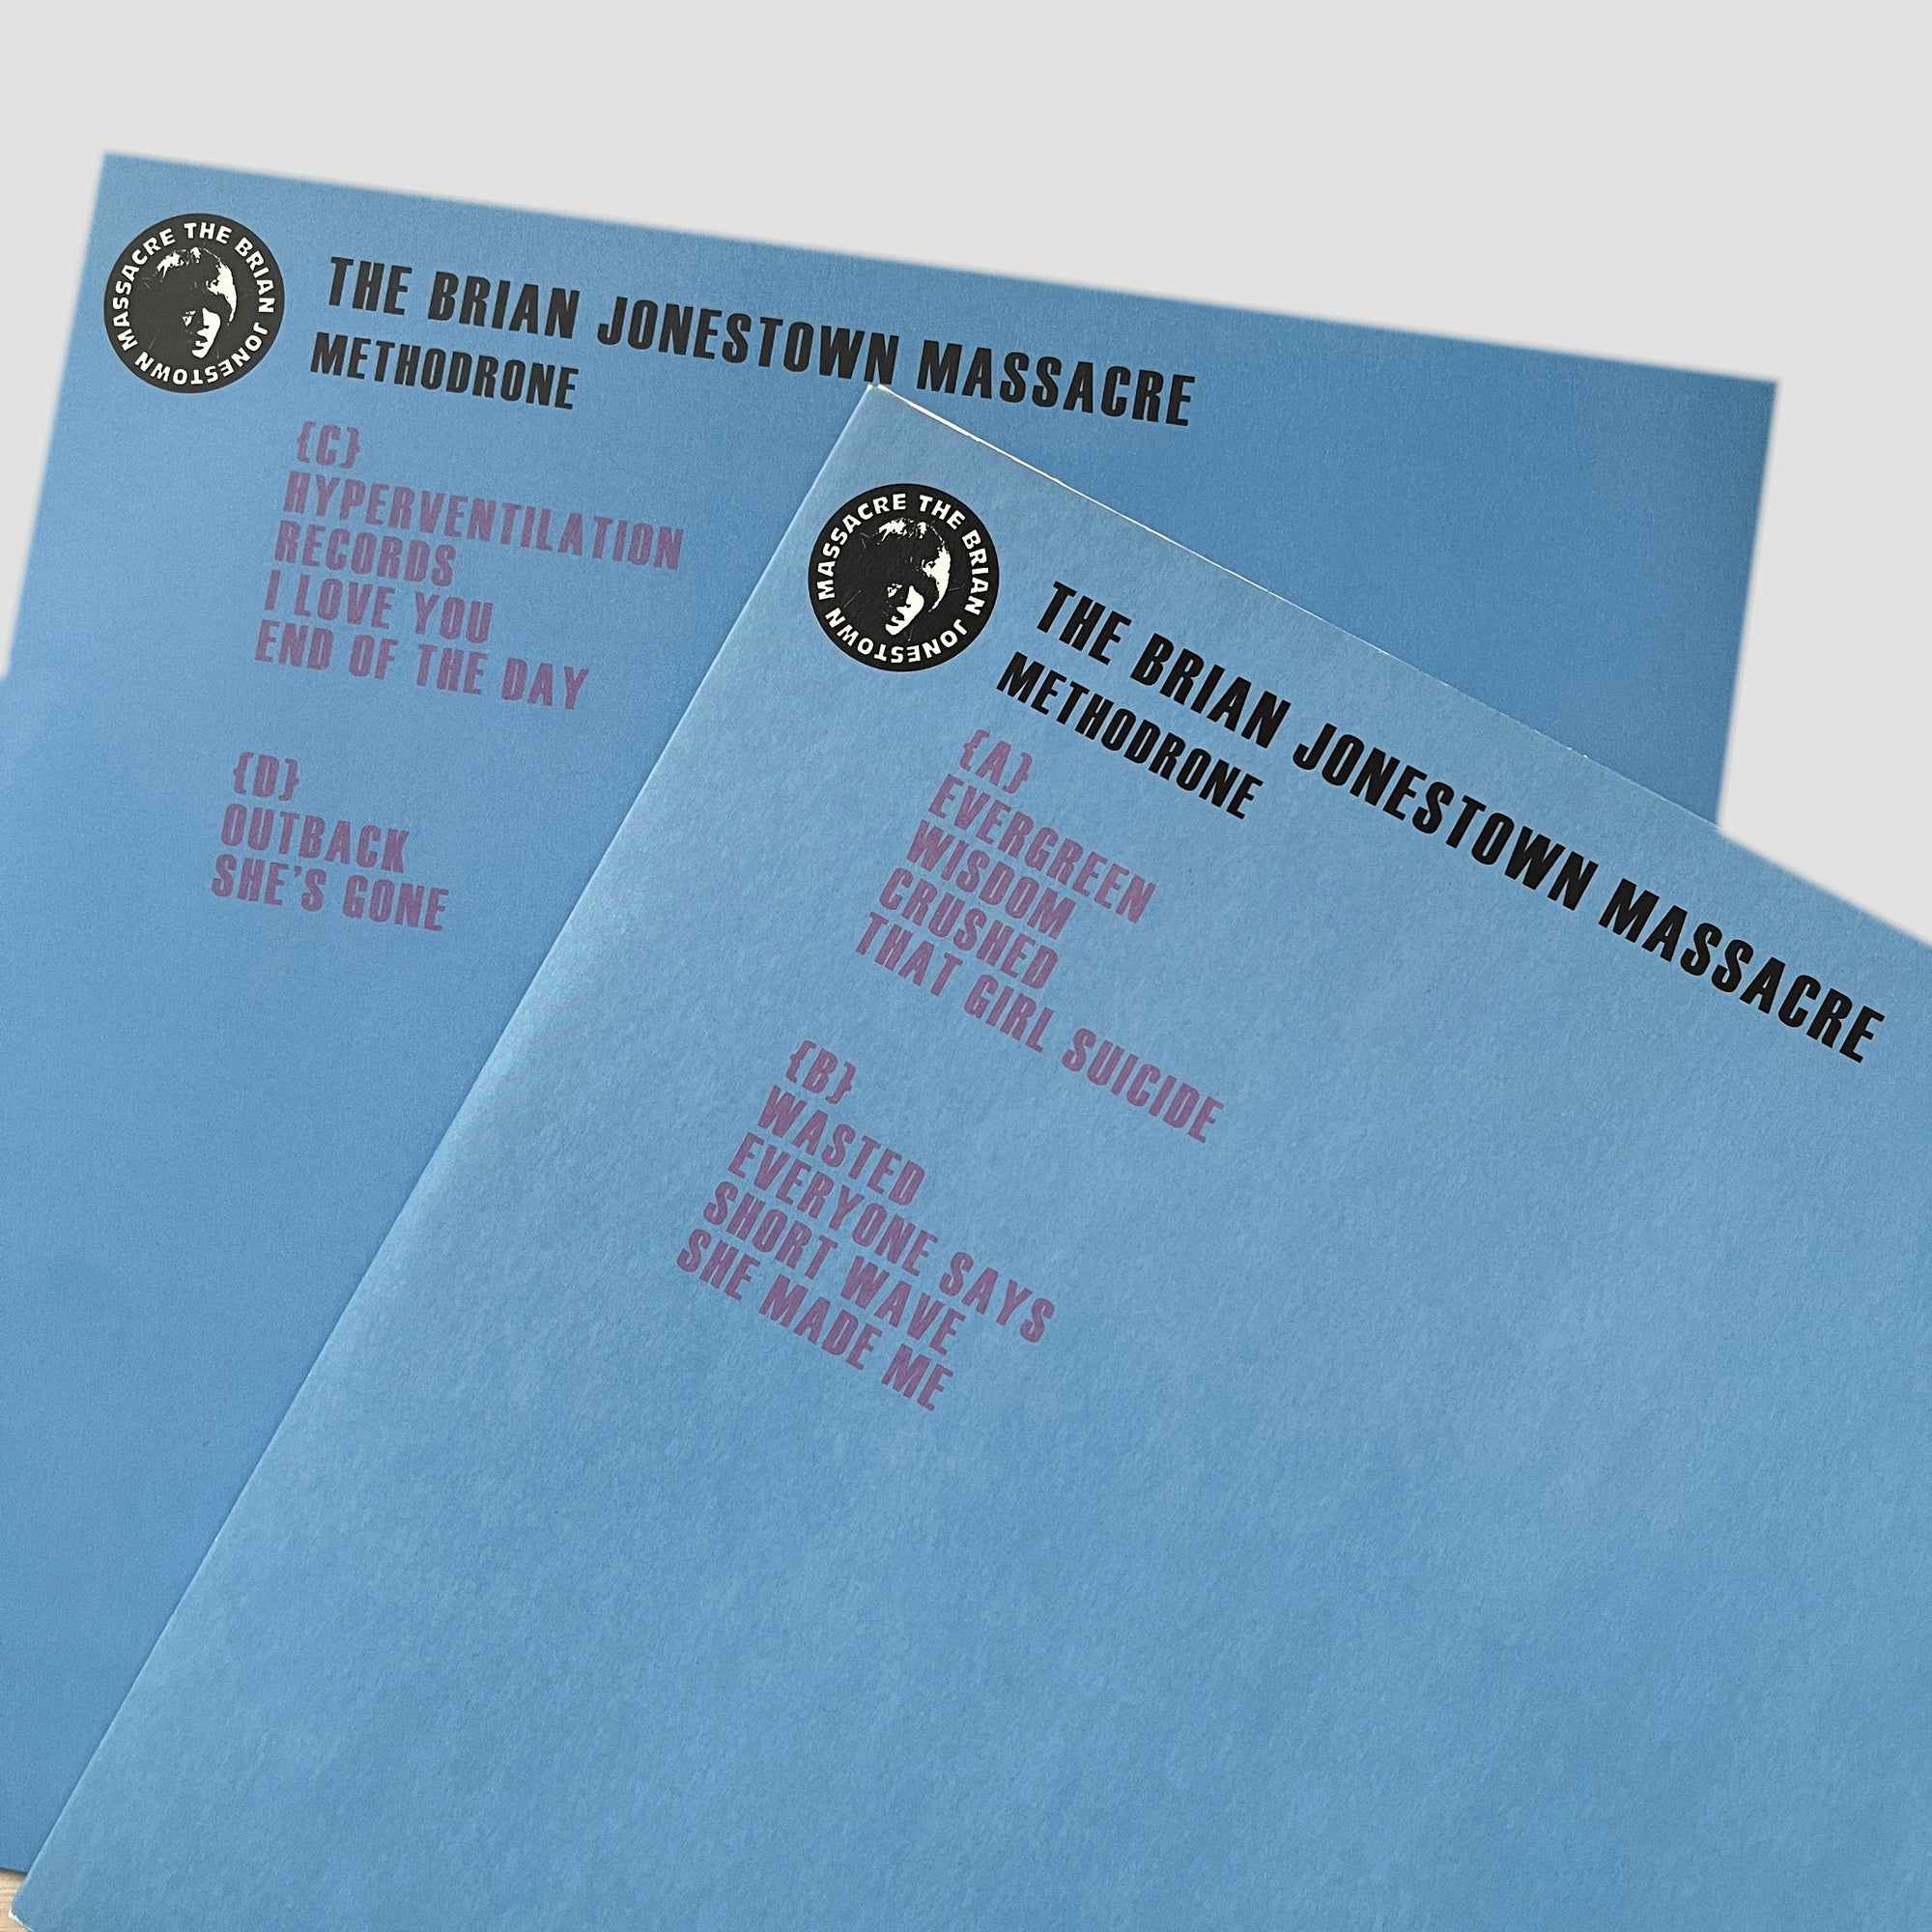 THE BRIAN JONESTOWN MASSACRE
THE BRIAN JONESTOWN MASSACRE
METHODRONE
{C}
HYPERVENTILATION
RECORDS
I LOVE YOU
END OF THE DAY
{D}
OUTBACK
SHE'S GONE
THE BRIAN JONESTOWN MASSACRE
THE BRIAN JONESTOWN MASSACRE
METHODRONE
{A}
EVERGREEN
WISDOM
CRUSHED
THAT GIRL SUICIDE
{B}
WASTED
EVERYONE SAYS
SHORT WAVE
SHE MADE ME